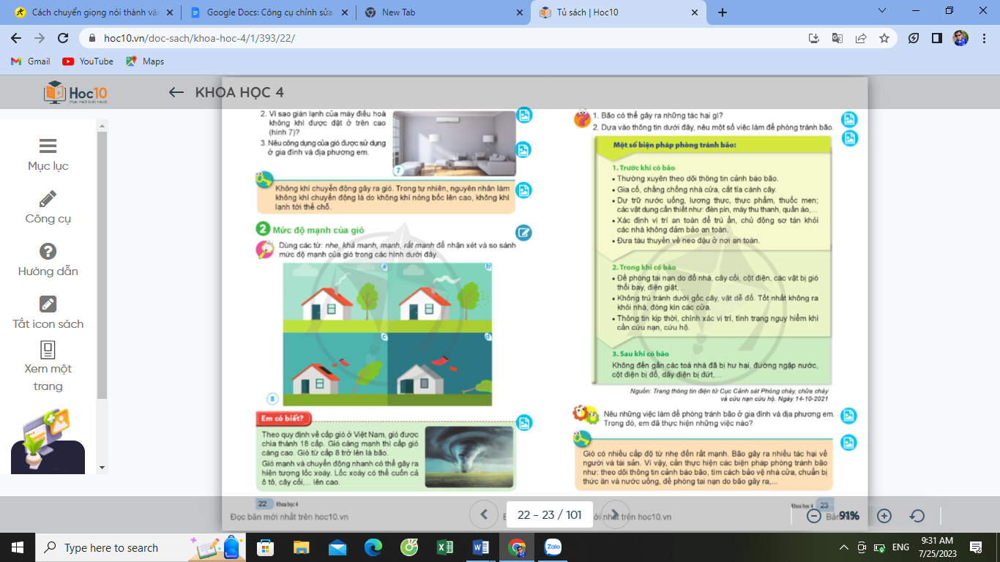 Cách chuyển giọng nói thành văn
Google Docs: Công cụ chỉnh sửa
New Tab
Tủ sách | Hoc10
hoc10.vn/doc-sach/khoa-hoc-4/1/393/22/
Gmail
YouTube
Maps
Hoc10
Học một biết mười
KHOA HỌC 4
Mục lục
Công cụ
Hướng dẫn
Tắt icon sách
Xem một
trang
2. Vì sao giàn lạnh của máy điều hoà
không khí được đặt ở trên cao
(hình 7)?
3. Nêu công dụng của gió được sử dụng
ở gia đình và địa phương em.
7
Không khí chuyển động gây ra gió. Trong tự nhiên, nguyên nhân làm
không khí chuyển động là do không khí nóng bốc lên cao, không khí
lạnh tới thế chỗ.
2 Mức độ mạnh của gió
Dùng các từ: nhẹ, khá mạnh, mạnh, rất mạnh để nhận xét và so sánh
mức độ mạnh của gió trong các hình dưới đây.
a
b
c
d
8
Em có biết?
Theo quy định về cấp gió ở Việt Nam, gió được
chia thành 18 cấp. Gió càng mạnh thì cấp gió
càng cao. Gió từ cấp 8 trở lên là bão.
Gió mạnh và chuyển động nhanh có thể gây ra
hiện tượng lốc xoáy. Lốc xoáy có thể cuốn cả
ô tô, cây cối,... lên cao.
22 Khoa học 4
Đọc bản mới nhất trên hoc10.vn
1. Bão có thể gây ra những tác hại gì?
2. Dựa vào thông tin dưới đây, nêu một số việc làm để phòng tránh bão.
Một số biện pháp phòng tránh bão:
1. Trước khi có bão
• Thường xuyên theo dõi thông tin cảnh báo bão.
• Gia cố, chằng chống nhà cửa, cắt tỉa cành cây.
• Dự trữ nước uống, lương thực, thực phẩm, thuốc men;
các vật dụng cần thiết như: đèn pin, máy thu thanh, quần áo,...
• Xác định vị trí an toàn để trú ẩn, chủ động sơ tán khỏi
các nhà không đảm bảo an toàn.
• Đưa tàu thuyền về neo đậu ở nơi an toàn.
2. Trong khi có bão
• Đề phòng tai nạn do đổ nhà, cây cối, cột điện, các vật bị gió
thổi bay, điện giật,...
• Không trú tránh dưới gốc cây, vật dễ đổ. Tốt nhất không ra
khỏi nhà, đóng kín các cửa.
• Thông tin kịp thời, chính xác vị trí, tình trạng nguy hiểm khi
cần cứu nạn, cứu hộ.
3. Sau khi có bão
Không đến gần các toà nhà đã bị hư hại, đường ngập nước,
cột điện bị đổ, dây điện bị đứt,...
Nguồn: Trang thông tin điện tử Cục Cảnh sát Phòng cháy, chữa cháy
và cứu nạn cứu hộ. Ngày 14-10-2021
Nêu những việc làm để phòng tránh bão ở gia đình và địa phương em.
Trong đó, em đã thực hiện những việc nào?
Gió có nhiều cấp độ từ nhẹ đến rất mạnh. Bão gây ra nhiều tác hại về
người và tài sản. Vì vậy, cần thực hiện các biện pháp phòng tránh bão
như: theo dõi thông tin cảnh báo bão, tìm cách bảo vệ nhà cửa, chuẩn bị
thức ăn và nước uống, đề phòng tai nạn do bão gây ra,...
Khoa học 4 23
22 - 23 / 101
nhất trên hoc10.vn
91%
Type here to search
Zalo
ENG
9:31 AM
7/25/2023